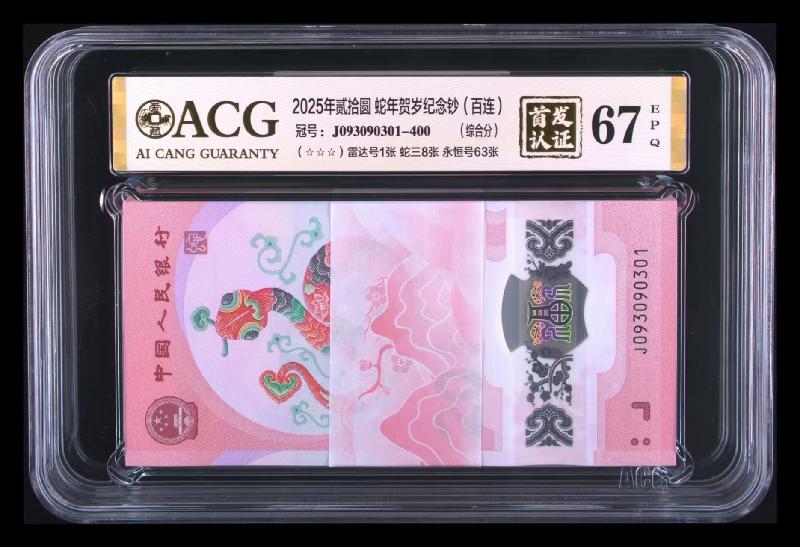 ACG
AI CANG GUARANTY
2025年贰拾圆 蛇年贺岁纪念钞（百连）
冠号：J093090301-400 （综合分）
（☆☆☆）雷达号1张 蛇三8张 永恒号63张
首发
认证
67
EPQ
中国人民银行
J093090301
ACG